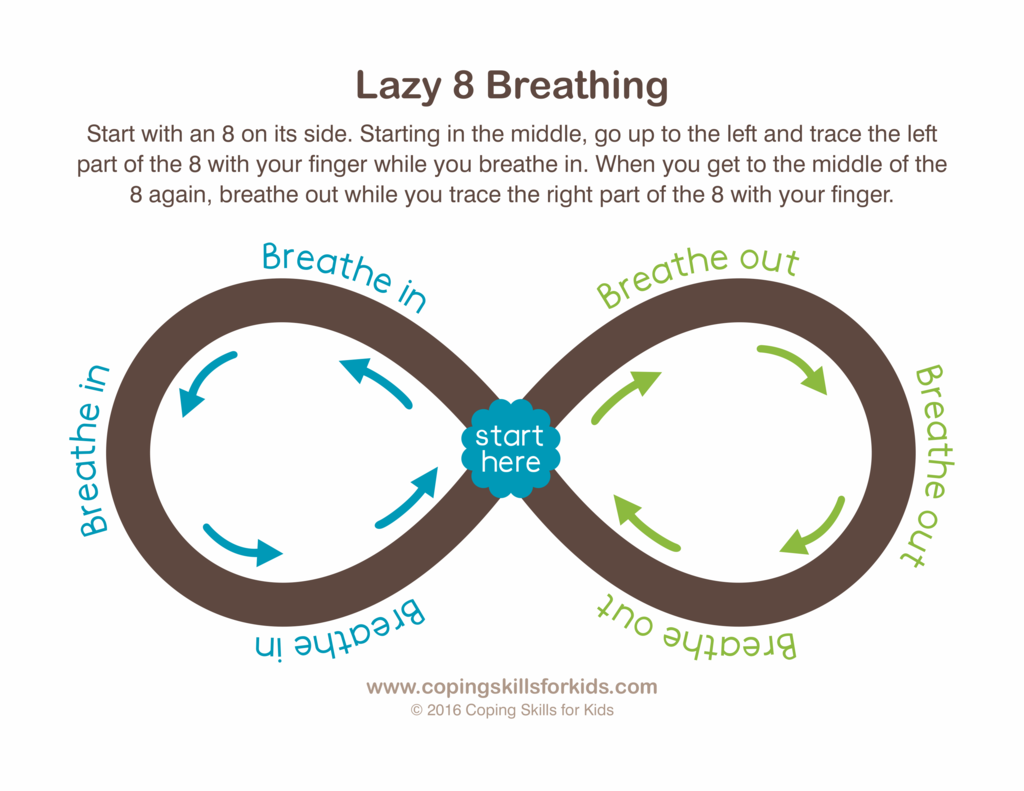 Lazy 8 Breathing
Start with an 8 on its side. Starting in the middle, go up to the left and trace the left
part of the 8 with your finger while you breathe in. When you get to the middle of the
8 again, breathe out while you trace the right part of the 8 with your finger.
Breathe in
Breathe out
Breathe in
start
here
Breathe out
Breathe in
Breathe out
www.copingskillsforkids.com
© 2016 Coping Skills for Kids